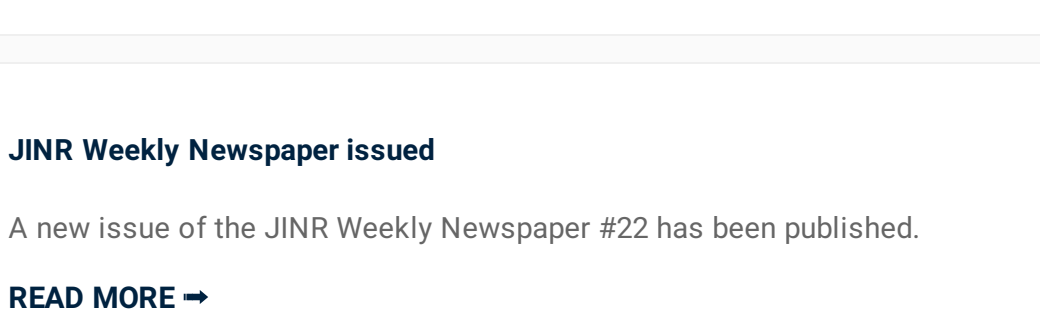 JINR Weekly Newspaper issued
A new issue of the JINR Weekly Newspaper #22 has been published.
READ MORE ➟